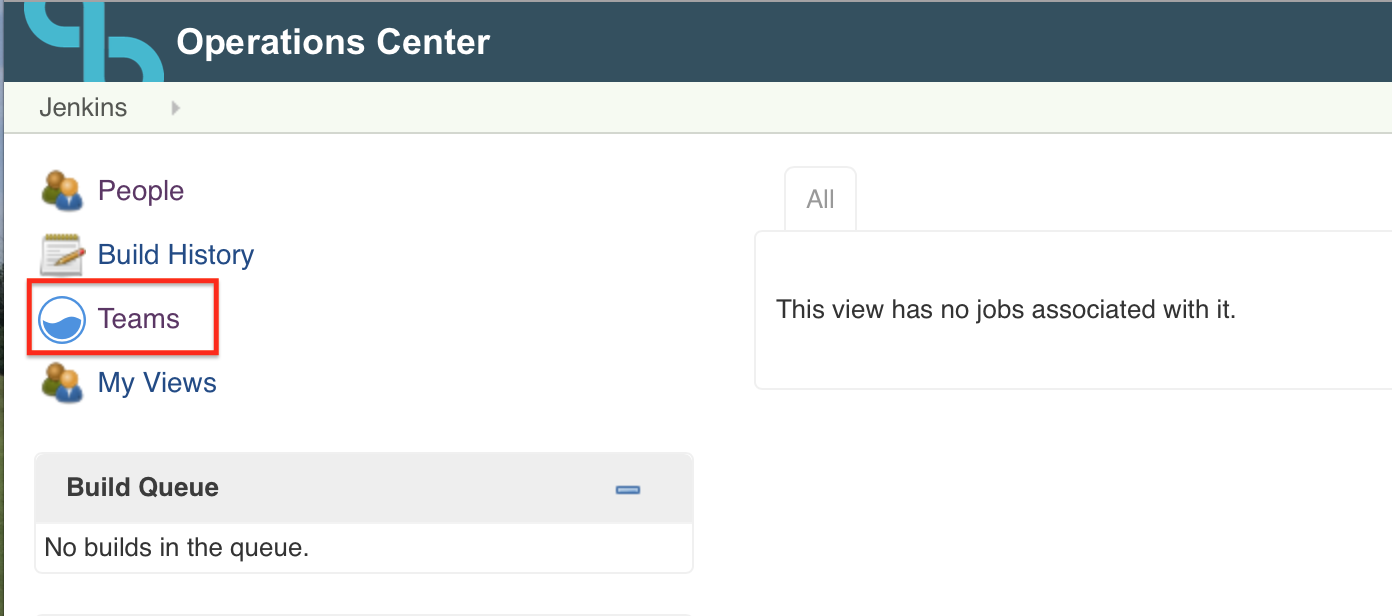 Operations Center
Jenkins
People
Build History
Teams
My Views
All
This view has no jobs associated with it.
Build Queue
No builds in the queue.